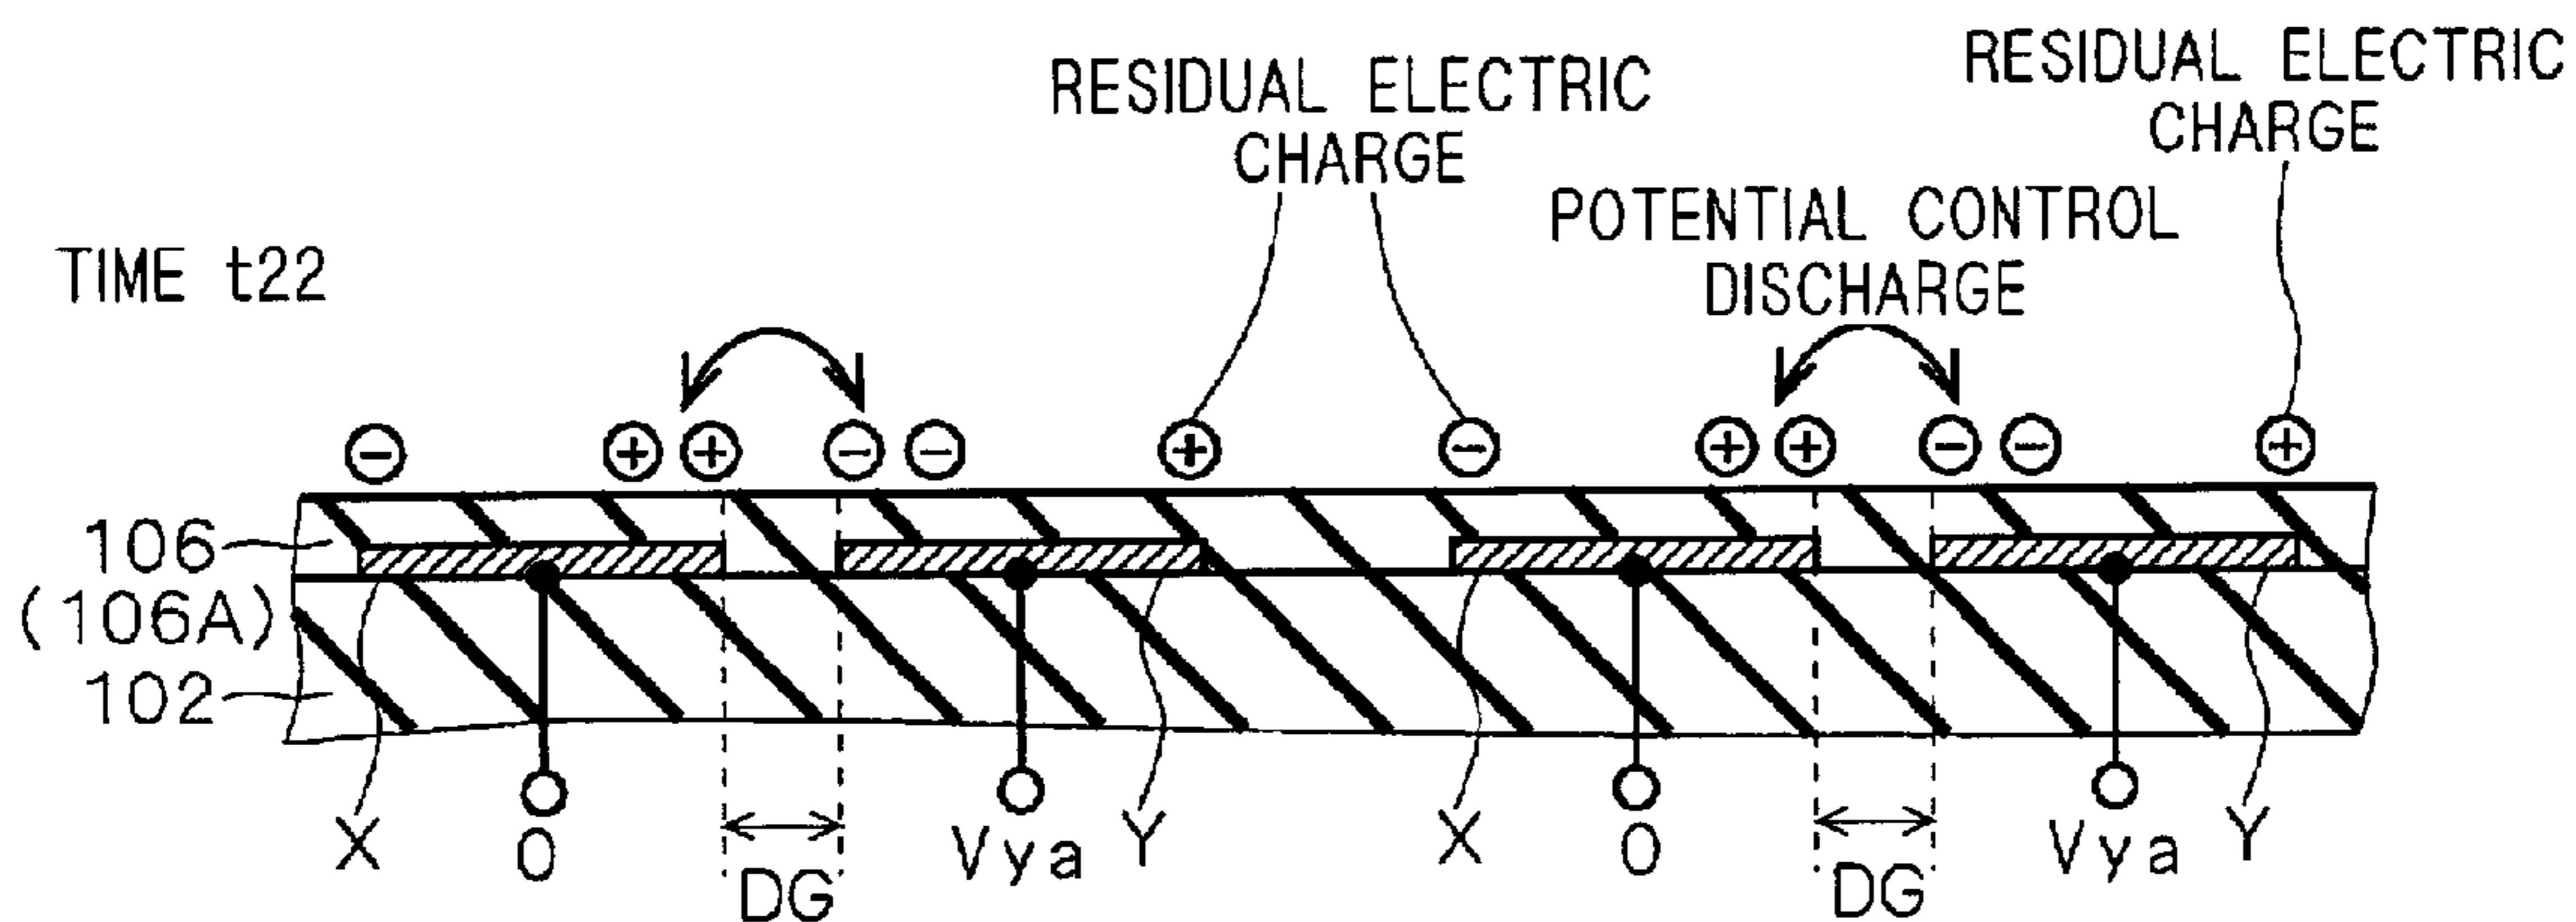 RESIDUAL ELECTRIC
CHARGE
RESIDUAL ELECTRIC
CHARGE
POTENTIAL CONTROL
DISCHARGE
TIME t22
− + + − − + − + + − − +
106
(106A)
102
X 0 Vya Y X 0 Vya Y
DG DG